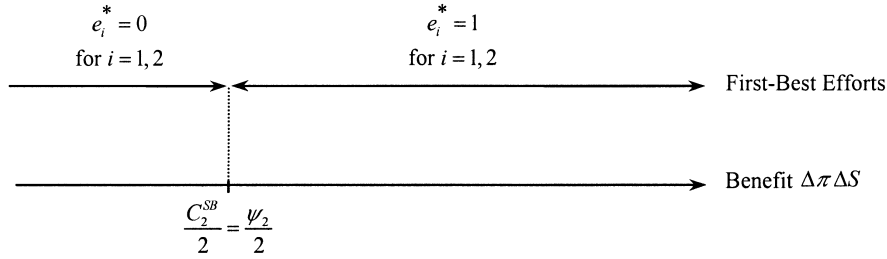 e_i^* = 0
for i = 1, 2
e_i^* = 1
for i = 1, 2
First-Best Efforts
Benefit ΔπΔS
C_2^{SB}/2 = ψ_2/2